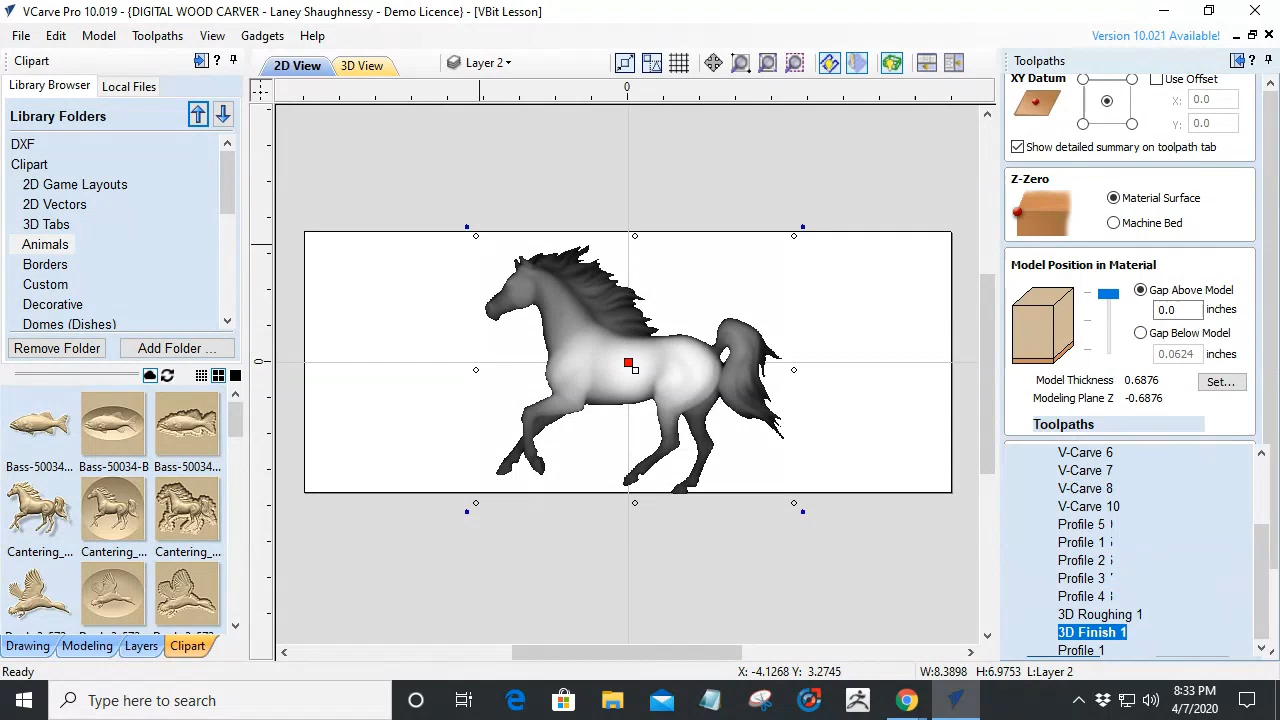 VCarve Pro 10.019 - {DIGITAL WOOD CARVER - Laney Shaughnessy - Demo Licence} - [VBit Lesson]
File Edit Model Toolpaths View Gadgets Help
Version 10.021 Available!
Clipart
2D View
3D View
Layer 2
Toolpaths
Library Browser
Local Files
Library Folders
DXF
Clipart
2D Game Layouts
2D Vectors
3D Tabs
Animals
Borders
Custom
Decorative
Domes (Dishes)
Remove Folder
Add Folder ...
Bass-50034...
Bass-50034-B
Bass-5003...
Cantering_...
Cantering_...
Cantering_...
Drawing
Modeling
Layers
Clipart
0
0
XY Datum
Use Offset
X: 0.0
Y: 0.0
Show detailed summary on toolpath tab
Z-Zero
Material Surface
Machine Bed
Model Position in Material
Gap Above Model
0.0 inches
Gap Below Model
0.0624 inches
Model Thickness 0.6876
Modeling Plane Z -0.6876
Set...
Toolpaths
V-Carve 6
V-Carve 7
V-Carve 8
V-Carve 10
Profile 5
Profile 1
Profile 2
Profile 3
Profile 4
3D Roughing 1
3D Finish 1
Profile 1
Ready
X: -4.1268 Y: 3.2745
W:8.3898 H:6.9753 L:Layer 2
Type here to search
8:33 PM
4/7/2020